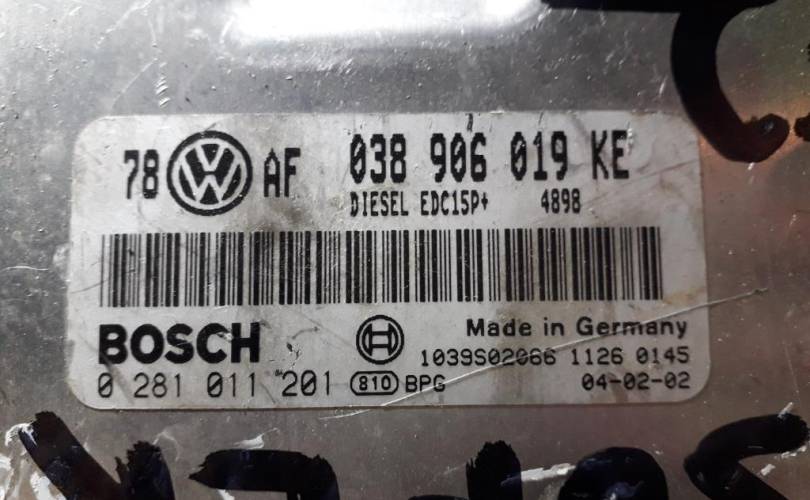 78 VW AF 038 906 019 KE
DIESEL EDC15P+ 4898
BOSCH
Made in Germany
1039S02066 1126 0145
0 281 011 201 810 BPG 04-02-02